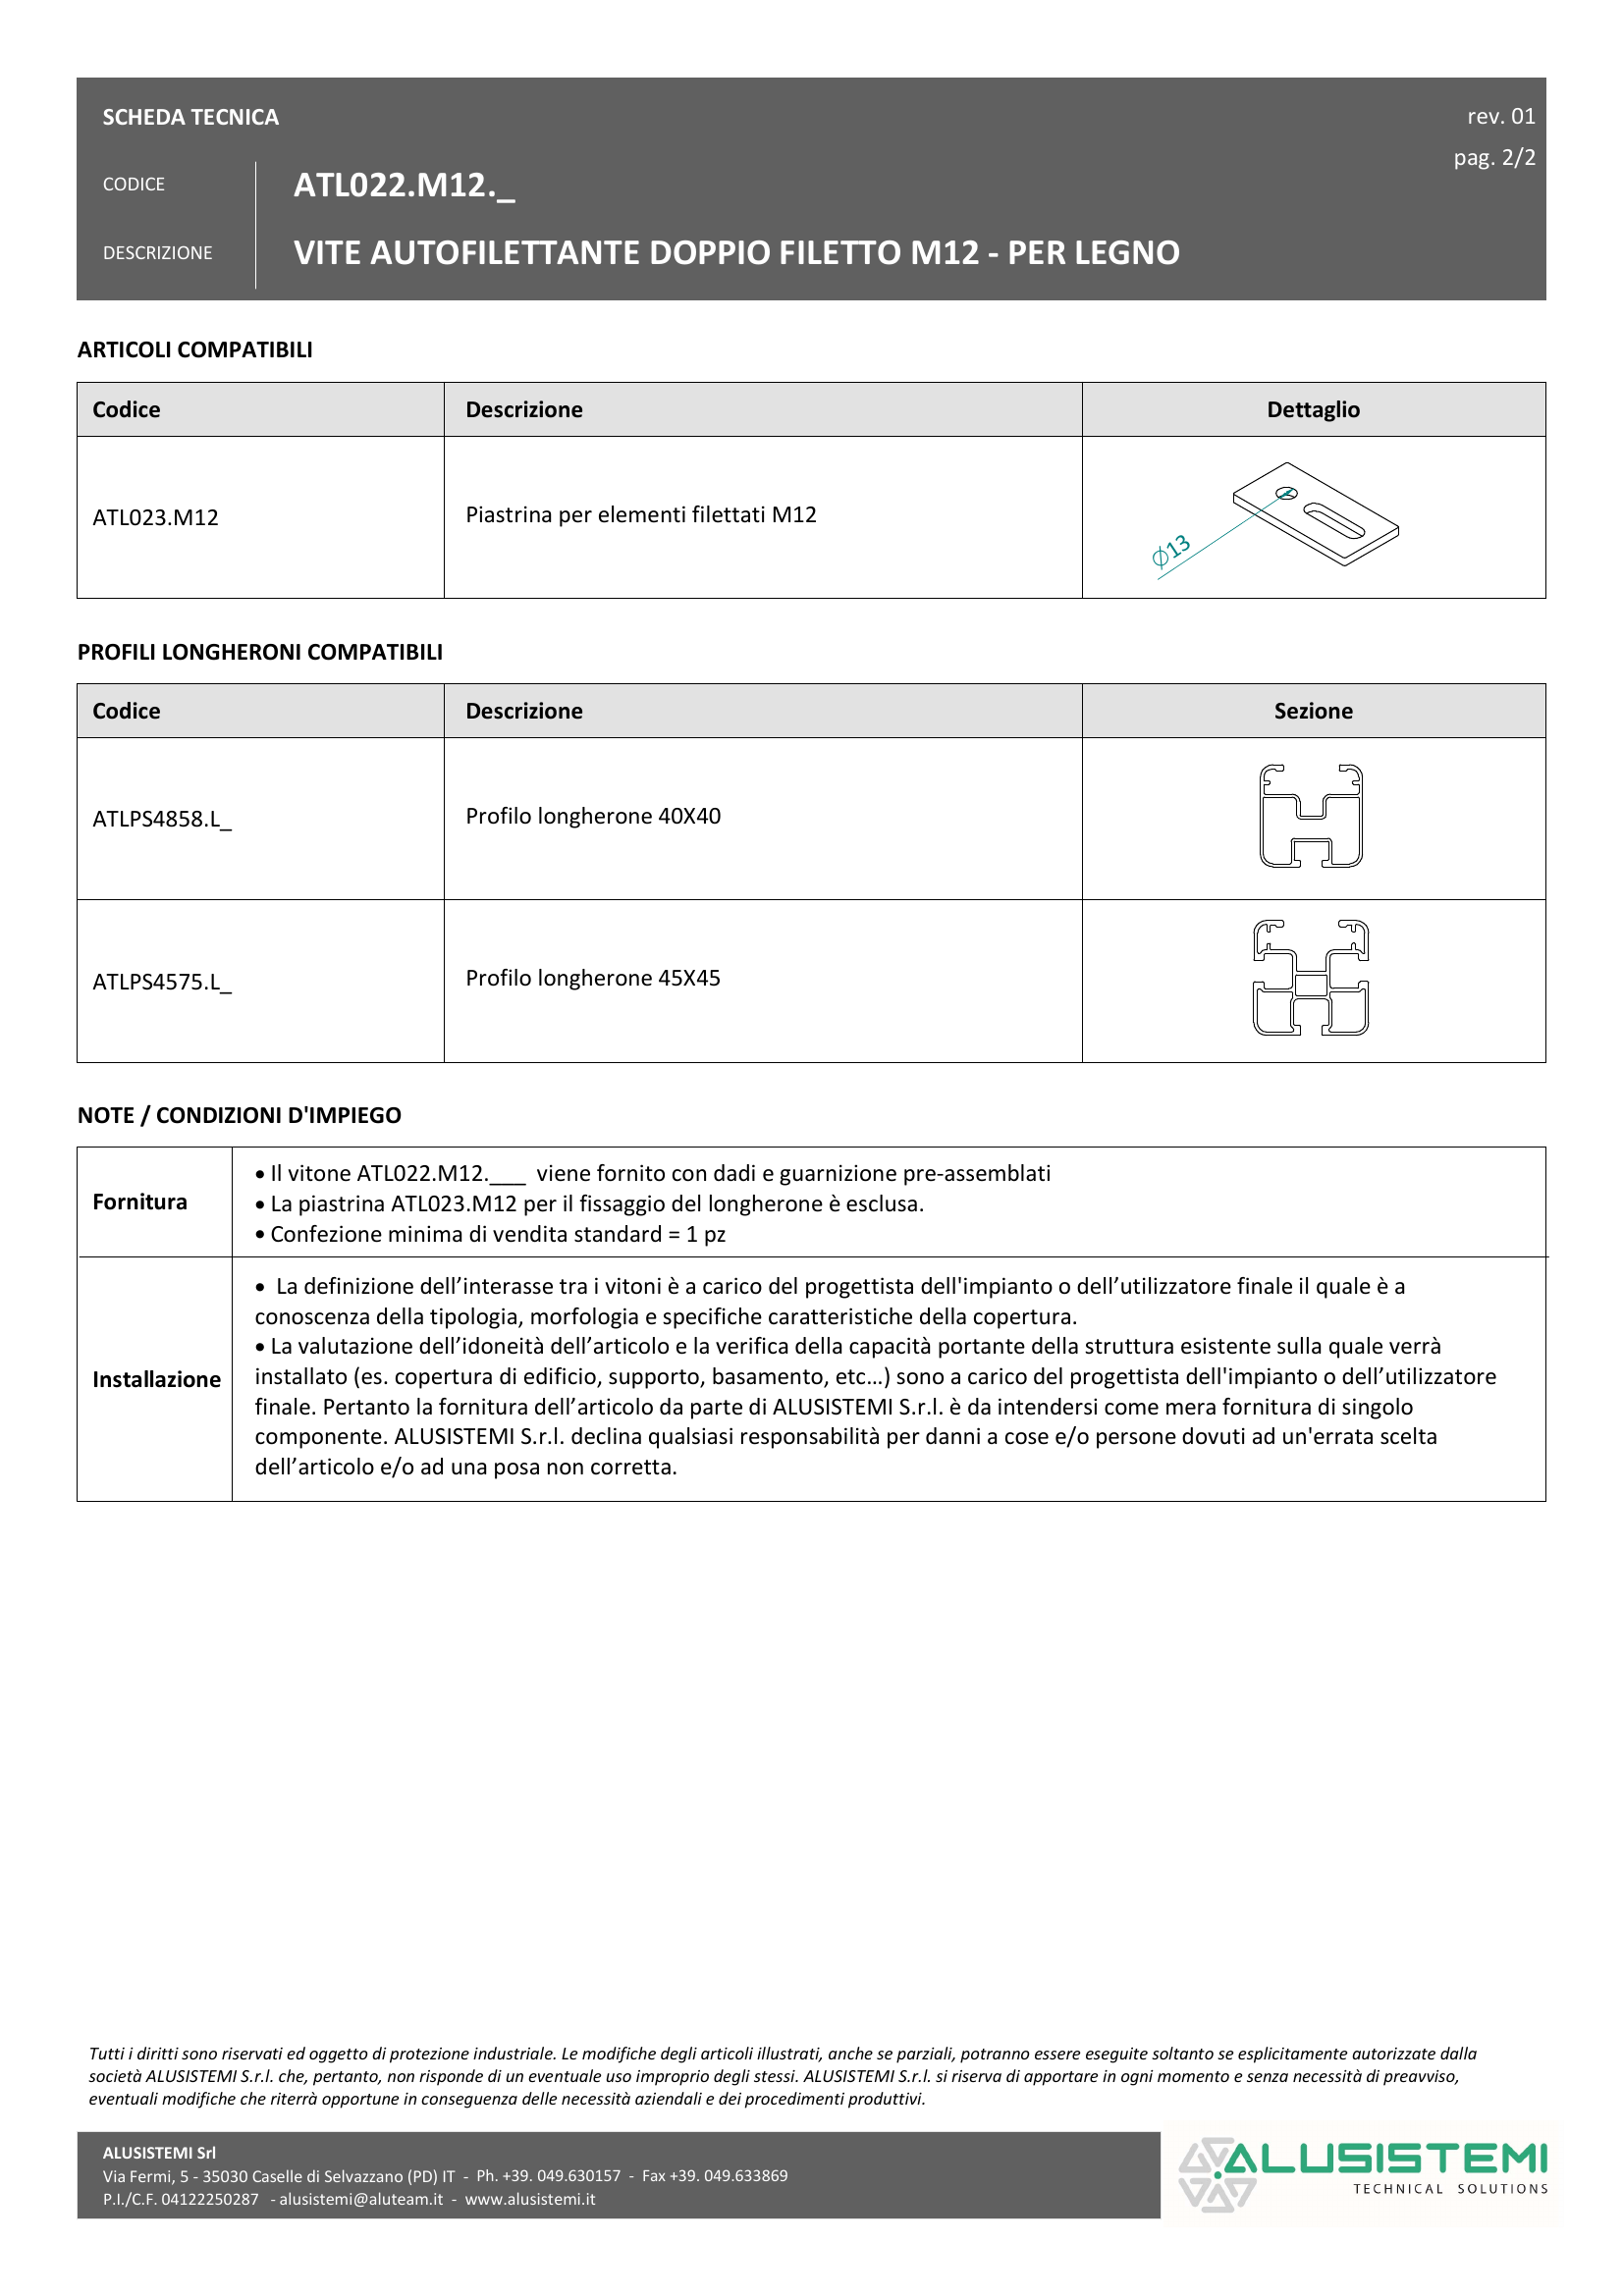 SCHEDA TECNICA
rev. 01
pag. 2/2
CODICE
ATL022.M12._
DESCRIZIONE
VITE AUTOFILETTANTE DOPPIO FILETTO M12 - PER LEGNO
ARTICOLI COMPATIBILI
Codice Descrizione Dettaglio
ATL023.M12 Piastrina per elementi filettati M12
∅13
PROFILI LONGHERONI COMPATIBILI
Codice Descrizione Sezione
ATLPS4858.L_ Profilo longherone 40X40
ATLPS4575.L_ Profilo longherone 45X45
NOTE / CONDIZIONI D'IMPIEGO
Fornitura
• Il vitone ATL022.M12.___ viene fornito con dadi e guarnizione pre-assemblati
• La piastrina ATL023.M12 per il fissaggio del longherone è esclusa.
• Confezione minima di vendita standard = 1 pz
Installazione
• La definizione dell’interasse tra i vitoni è a carico del progettista dell'impianto o dell’utilizzatore finale il quale è a
conoscenza della tipologia, morfologia e specifiche caratteristiche della copertura.
• La valutazione dell’idoneità dell’articolo e la verifica della capacità portante della struttura esistente sulla quale verrà
installato (es. copertura di edificio, supporto, basamento, etc…) sono a carico del progettista dell'impianto o dell’utilizzatore
finale. Pertanto la fornitura dell’articolo da parte di ALUSISTEMI S.r.l. è da intendersi come mera fornitura di singolo
componente. ALUSISTEMI S.r.l. declina qualsiasi responsabilità per danni a cose e/o persone dovuti ad un'errata scelta
dell’articolo e/o ad una posa non corretta.
Tutti i diritti sono riservati ed oggetto di protezione industriale. Le modifiche degli articoli illustrati, anche se parziali, potranno essere eseguite soltanto se esplicitamente autorizzate dalla
società ALUSISTEMI S.r.l. che, pertanto, non risponde di un eventuale uso improprio degli stessi. ALUSISTEMI S.r.l. si riserva di apportare in ogni momento e senza necessità di preavviso,
eventuali modifiche che riterrà opportune in conseguenza delle necessità aziendali e dei procedimenti produttivi.
ALUSISTEMI Srl
Via Fermi, 5 - 35030 Caselle di Selvazzano (PD) IT - Ph. +39. 049.630157 - Fax +39. 049.633869
P.I./C.F. 04122250287 - alusistemi@aluteam.it - www.alusistemi.it
ALUSISTEMI
TECHNICAL SOLUTIONS